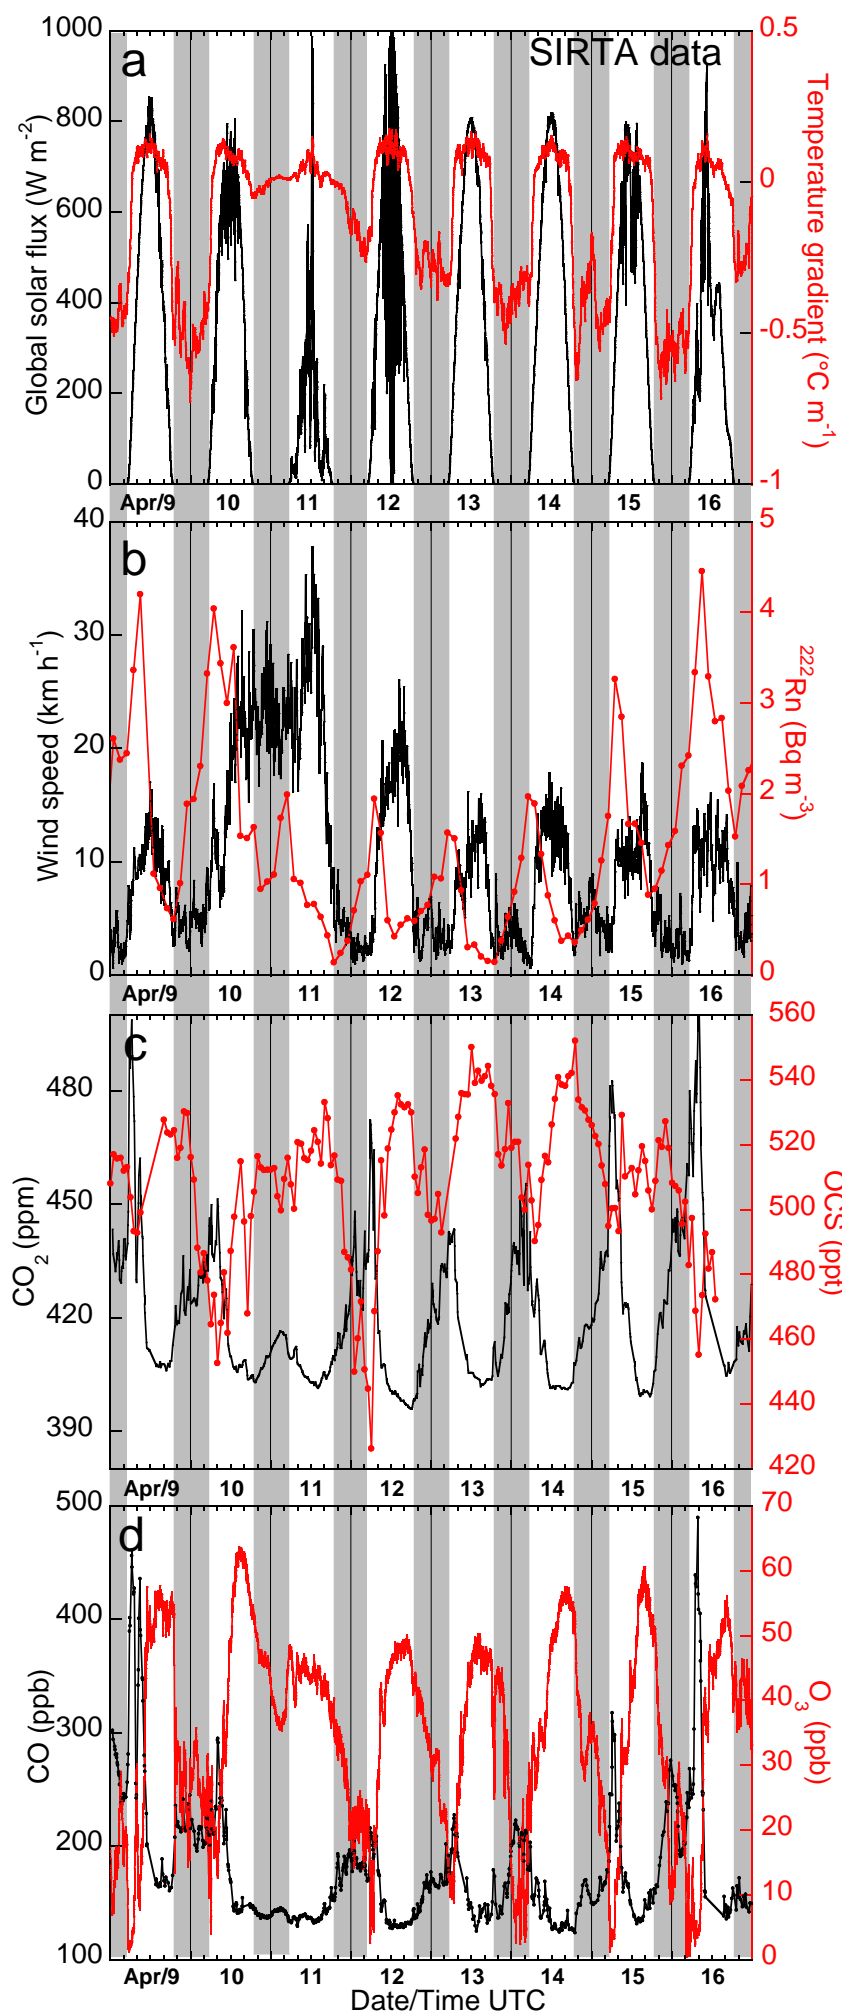 a
SIRTA data
Global solar flux (W m-2)
1000
800
600
400
200
0
Temperature gradient (°C m-1)
0.5
0
-0.5
-1
Apr/9 10 11 12 13 14 15 16
b
Wind speed (km h-1)
40
30
20
10
0
222Rn (Bq m-3)
5
4
3
2
1
0
Apr/9 10 11 12 13 14 15 16
c
CO2 (ppm)
480
450
420
390
OCS (ppt)
560
540
520
500
480
460
440
420
Apr/9 10 11 12 13 14 15 16
d
CO (ppb)
500
400
300
200
100
O3 (ppb)
70
60
50
40
30
20
10
0
Apr/9 10 11 12 13 14 15 16
Date/Time UTC